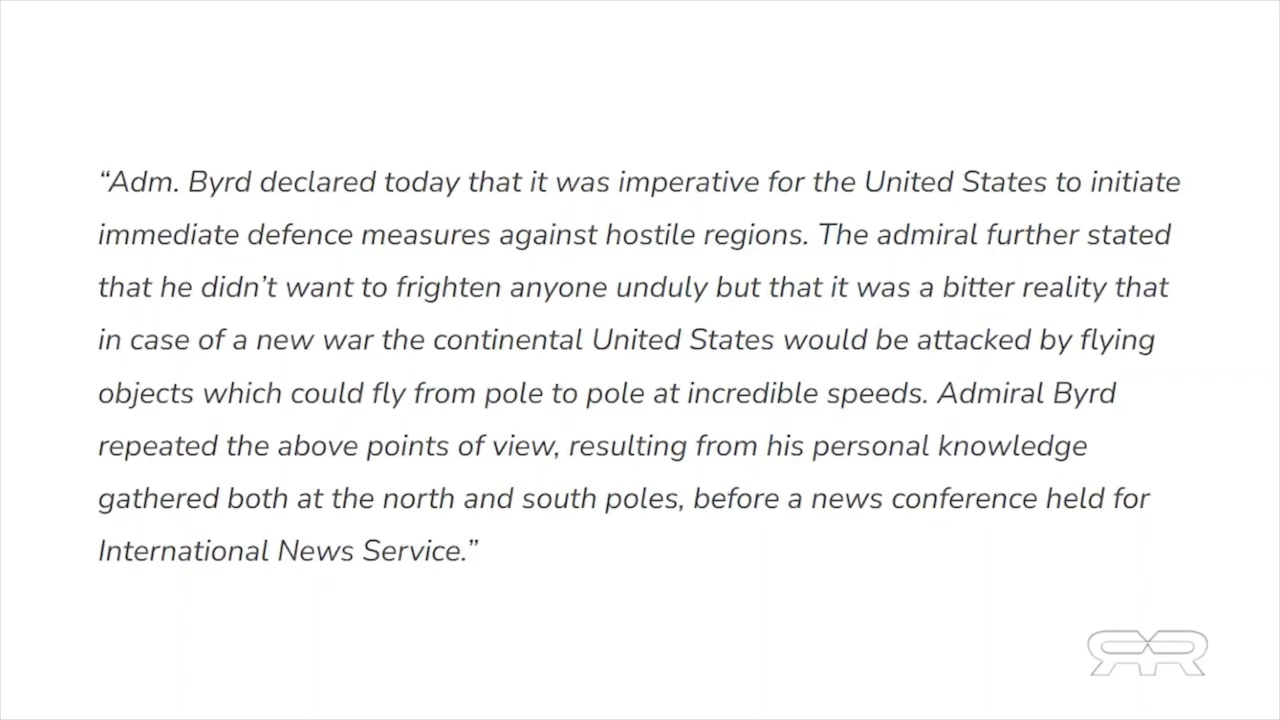 “Adm. Byrd declared today that it was imperative for the United States to initiate
immediate defence measures against hostile regions. The admiral further stated
that he didn’t want to frighten anyone unduly but that it was a bitter reality that
in case of a new war the continental United States would be attacked by flying
objects which could fly from pole to pole at incredible speeds. Admiral Byrd
repeated the above points of view, resulting from his personal knowledge
gathered both at the north and south poles, before a news conference held for
International News Service.”
RR